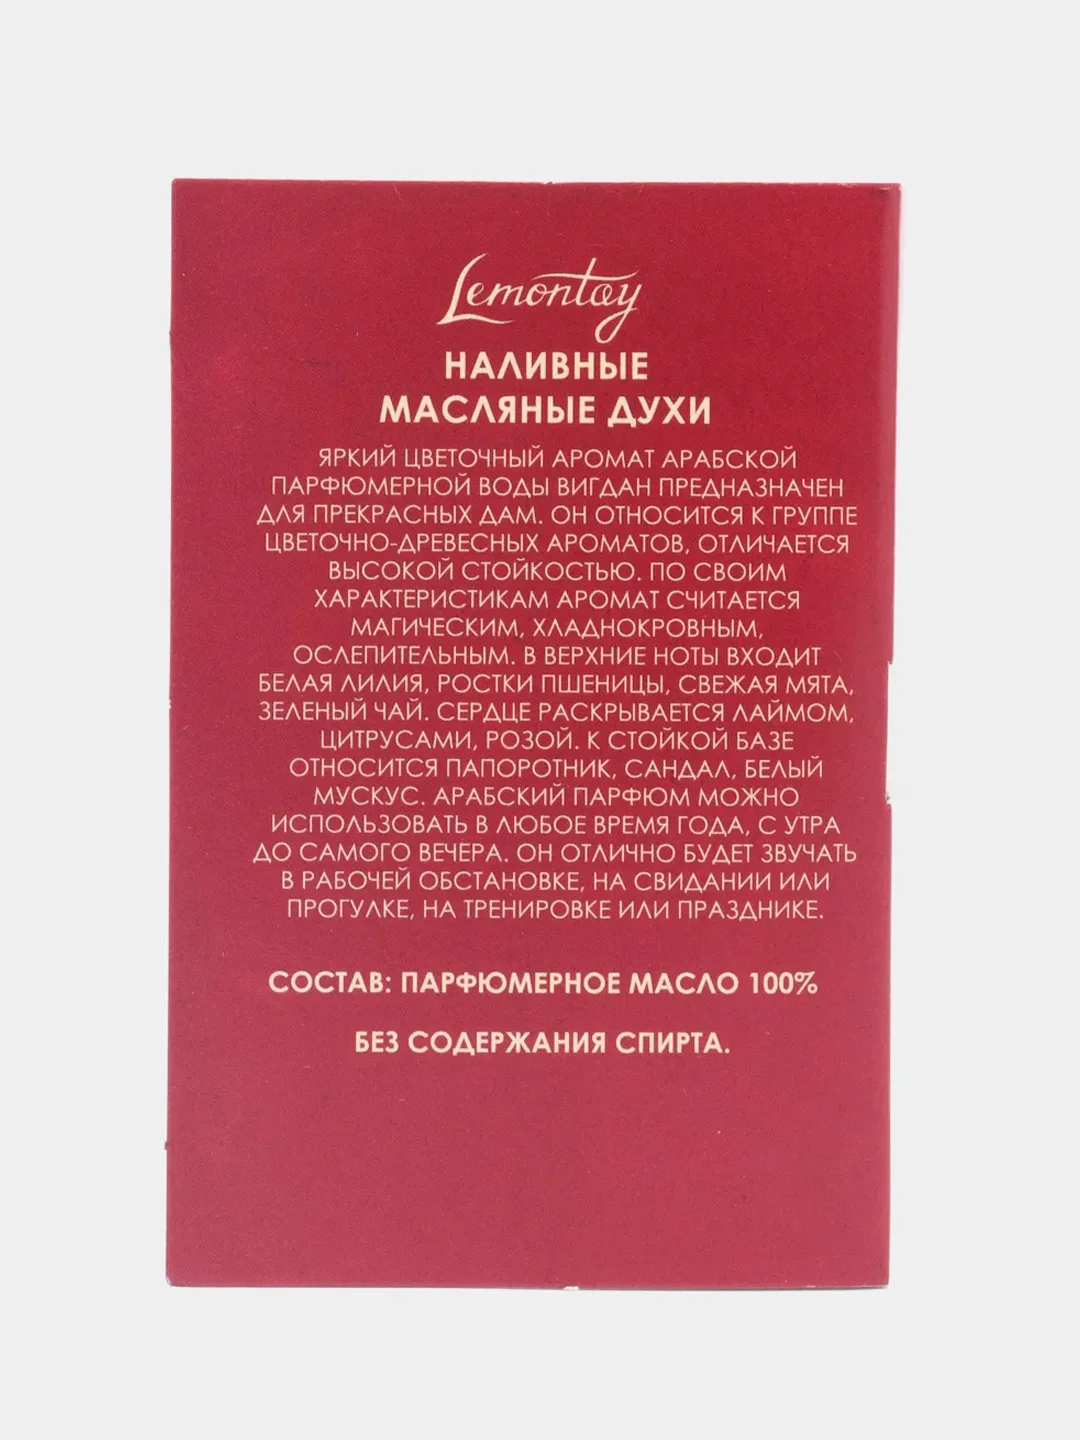 Lemontay
НАЛИВНЫЕ
МАСЛЯНЫЕ ДУХИ
ЯРКИЙ ЦВЕТОЧНЫЙ АРОМАТ АРАБСКОЙ
ПАРФЮМЕРНОЙ ВОДЫ ВИГДАН ПРЕДНАЗНАЧЕН
ДЛЯ ПРЕКРАСНЫХ ДАМ. ОН ОТНОСИТСЯ К ГРУППЕ
ЦВЕТОЧНО-ДРЕВЕСНЫХ АРОМАТОВ, ОТЛИЧАЕТСЯ
ВЫСОКОЙ СТОЙКОСТЬЮ. ПО СВОИМ
ХАРАКТЕРИСТИКАМ АРОМАТ СЧИТАЕТСЯ
МАГИЧЕСКИМ, ХЛАДНОКРОВНЫМ,
ОСЛЕПИТЕЛЬНЫМ. В ВЕРХНИЕ НОТЫ ВХОДИТ
БЕЛАЯ ЛИЛИЯ, РОСТКИ ПШЕНИЦЫ, СВЕЖАЯ МЯТА,
ЗЕЛЕНЫЙ ЧАЙ. СЕРДЦЕ РАСКРЫВАЕТСЯ ЛАЙМОМ,
ЦИТРУСАМИ, РОЗОЙ. К СТОЙКОЙ БАЗЕ
ОТНОСИТСЯ ПАПОРОТНИК, САНДАЛ, БЕЛЫЙ
МУСКУС. АРАБСКИЙ ПАРФЮМ МОЖНО
ИСПОЛЬЗОВАТЬ В ЛЮБОЕ ВРЕМЯ ГОДА, С УТРА
ДО САМОГО ВЕЧЕРА. ОН ОТЛИЧНО БУДЕТ ЗВУЧАТЬ
В РАБОЧЕЙ ОБСТАНОВКЕ, НА СВИДАНИИ ИЛИ
ПРОГУЛКЕ, НА ТРЕНИРОВКЕ ИЛИ ПРАЗДНИКЕ.
СОСТАВ: ПАРФЮМЕРНОЕ МАСЛО 100%
БЕЗ СОДЕРЖАНИЯ СПИРТА.